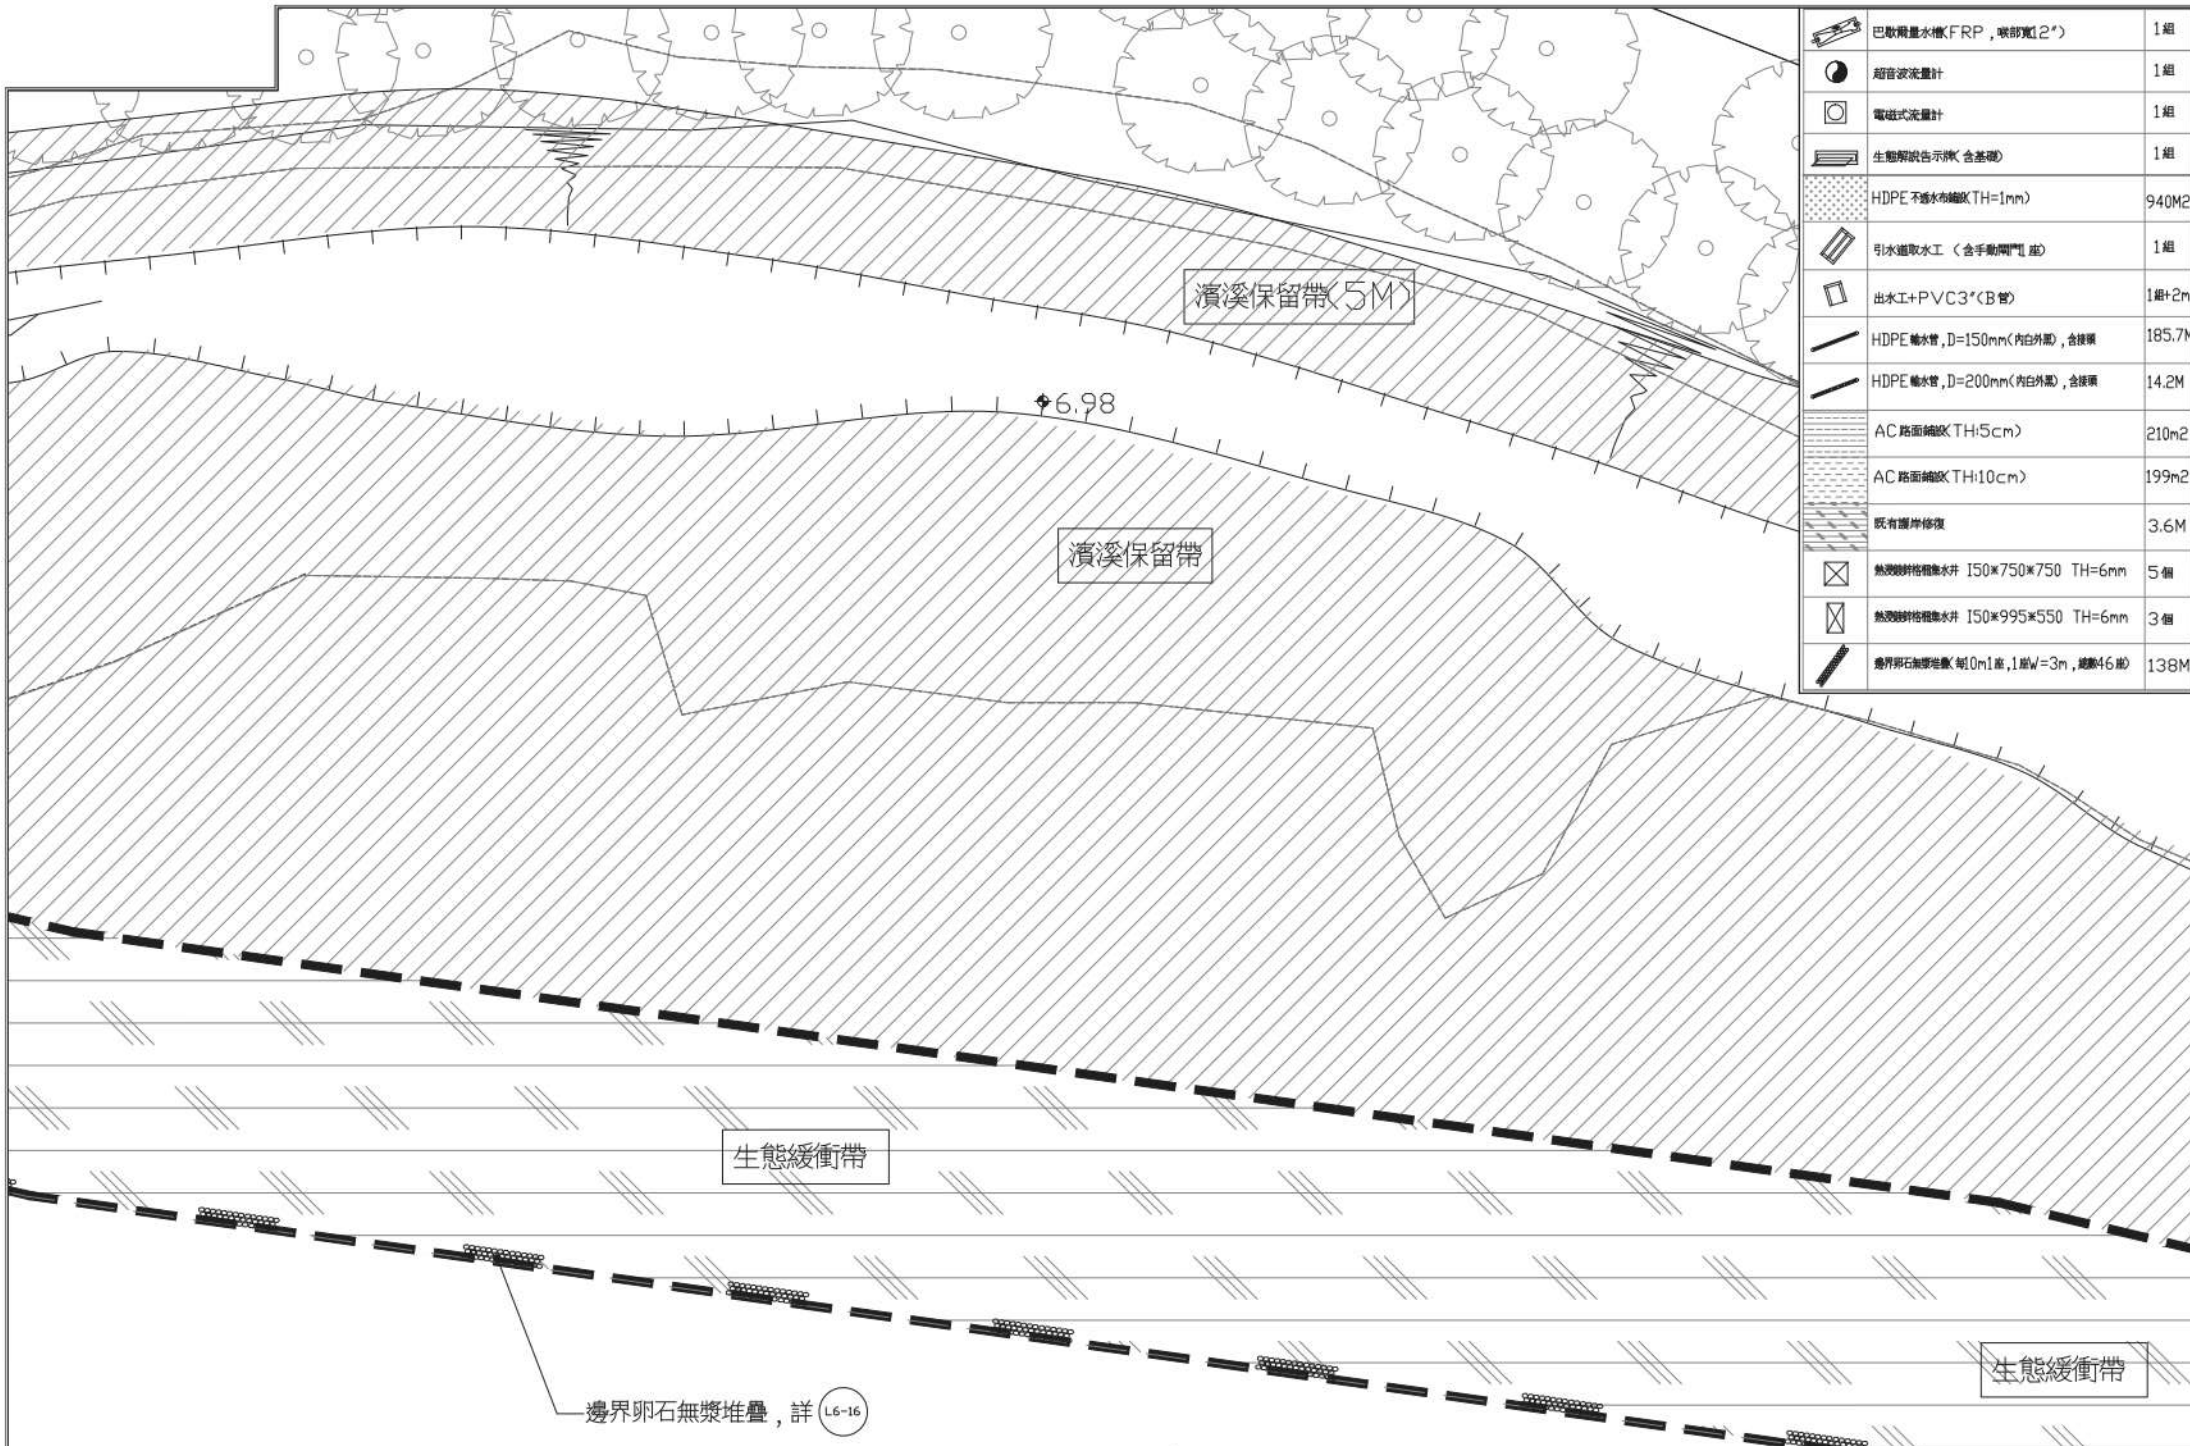 巴歇爾量水槽(FRP,喉部寬12") 1組
超音波流量計 1組
電磁式流量計 1組
生態解說告示牌(含基礎) 1組
HDPE不透水布鋪設(TH=1mm) 940M2
引水道取水工 (含手動閘門1座) 1組
出水工+PVC3"(B管) 1組+2m
HDPE輸水管,D=150mm(內白外黑),含接頭 185.7M
HDPE輸水管,D=200mm(內白外黑),含接頭 14.2M
AC路面鋪設(TH:5cm) 210m2
AC路面鋪設(TH:10cm) 199m2
既有護岸修復 3.6M
熱浸鍍鋅格柵集水井 I50*750*750 TH=6mm 5個
熱浸鍍鋅格柵集水井 I50*995*550 TH=6mm 3個
邊界卵石無漿堆疊(每10m1座,1座W=3m,總數46座) 138M
濱溪保留帶(5M)
6.98
濱溪保留帶
生態緩衝帶
生態緩衝帶
邊界卵石無漿堆疊,詳 L6-16